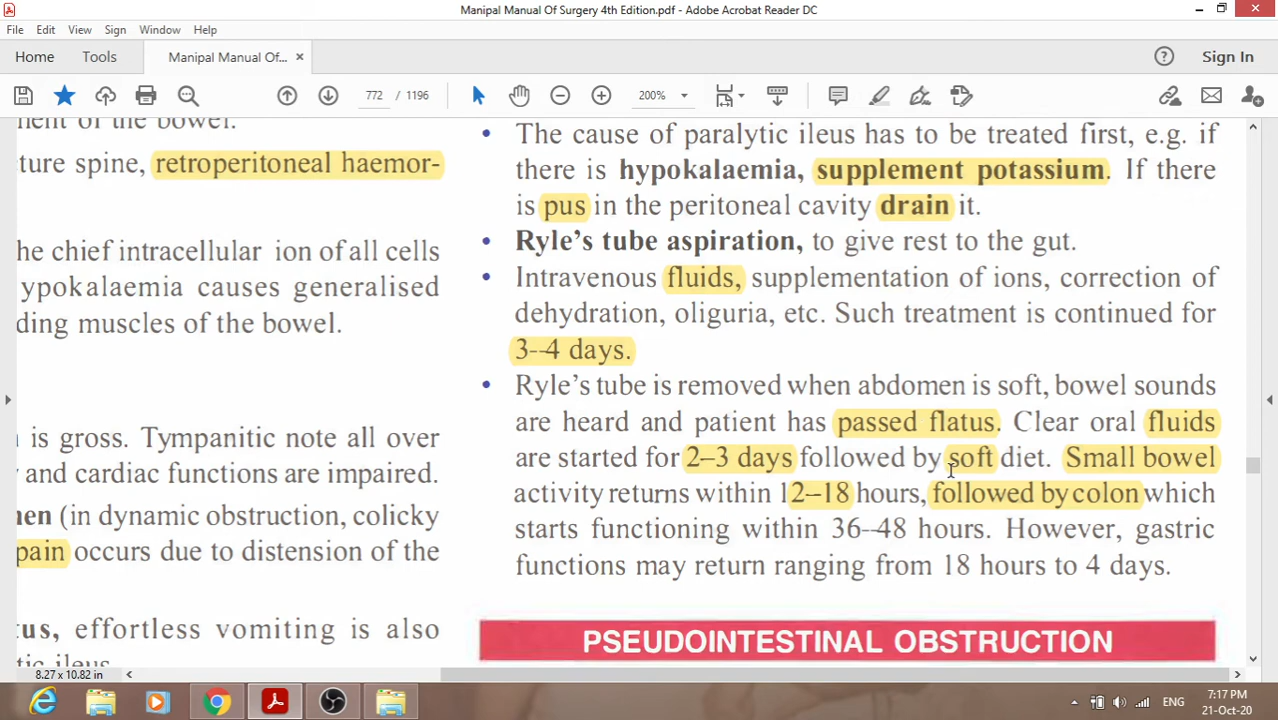 Manipal Manual Of Surgery 4th Edition.pdf - Adobe Acrobat Reader DC
File Edit View Sign Window Help
Home Tools Manipal Manual Of... × Sign In
772 / 1196 200%
ment of the bowel.
cture spine, retroperitoneal haemor-
he chief intracellular ion of all cells
ypokalaemia causes generalised
ding muscles of the bowel.
is gross. Tympanitic note all over
and cardiac functions are impaired.
men (in dynamic obstruction, colicky
pain occurs due to distension of the
tus, effortless vomiting is also
tic ileus.
• The cause of paralytic ileus has to be treated first, e.g. if
there is hypokalaemia, supplement potassium. If there
is pus in the peritoneal cavity drain it.
• Ryle's tube aspiration, to give rest to the gut.
• Intravenous fluids, supplementation of ions, correction of
dehydration, oliguria, etc. Such treatment is continued for
3--4 days.
• Ryle's tube is removed when abdomen is soft, bowel sounds
are heard and patient has passed flatus. Clear oral fluids
are started for 2–3 days followed by soft diet. Small bowel
activity returns within 12–18 hours, followed by colon which
starts functioning within 36--48 hours. However, gastric
functions may return ranging from 18 hours to 4 days.
PSEUDOINTESTINAL OBSTRUCTION
8.27 x 10.82 in
ENG 7:17 PM
21-Oct-20